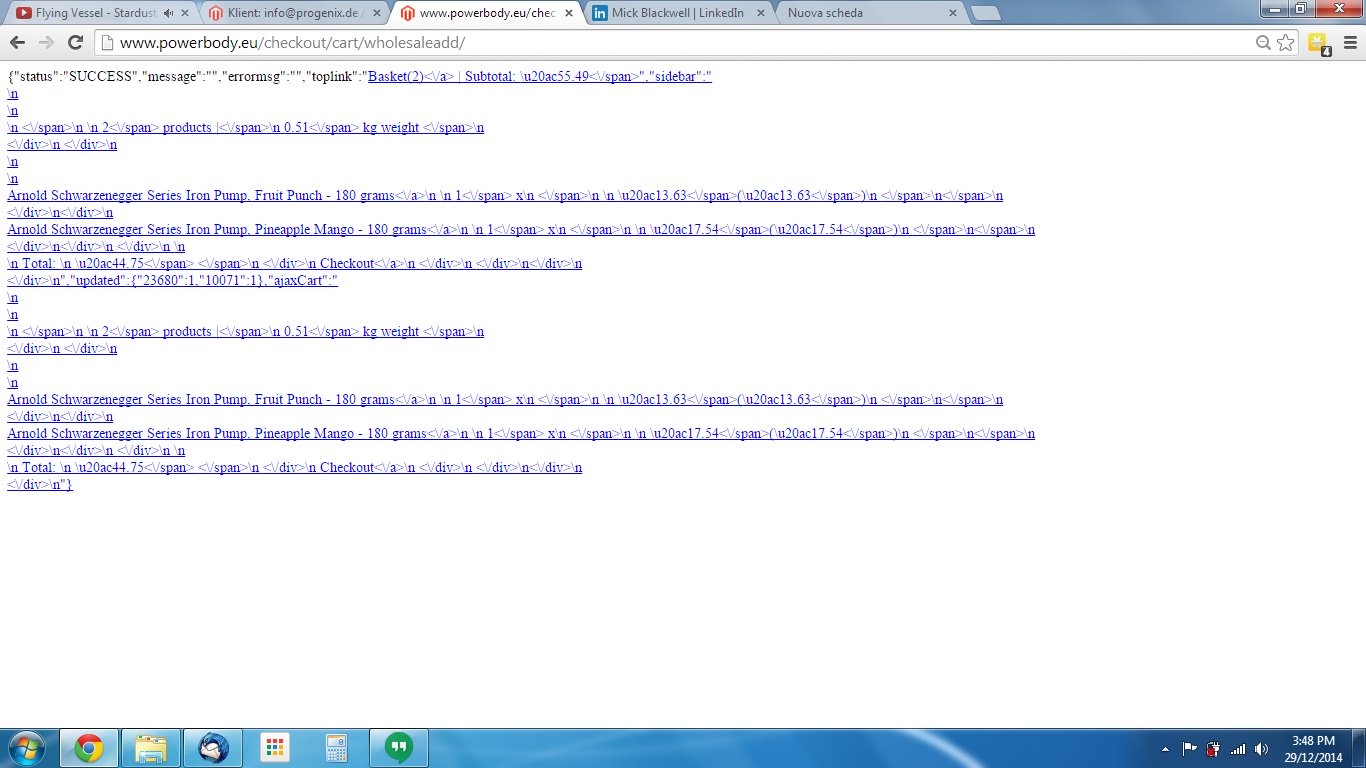 Flying Vessel - Stardust
Klient: info@progenix.de /
www.powerbody.eu/chec
Mick Blackwell | LinkedIn
Nuova scheda
www.powerbody.eu/checkout/cart/wholesaleadd/
4
{"status":"SUCCESS","message":"","errormsg":"","toplink":"Basket(2)<\/a> | Subtotal: \u20ac55.49<\/span>","sidebar":"
\n
\n
\n <\/span>\n \n 2<\/span> products |<\/span>\n 0.51<\/span> kg weight <\/span>\n
<\/div>\n <\/div>\n
\n
\n
Arnold Schwarzenegger Series Iron Pump, Fruit Punch - 180 grams<\/a>\n \n 1<\/span> x\n <\/span>\n \n \u20ac13.63<\/span>(\u20ac13.63<\/span>)\n <\/span>\n<\/span>\n
<\/div>\n<\/div>\n
Arnold Schwarzenegger Series Iron Pump, Pineapple Mango - 180 grams<\/a>\n \n 1<\/span> x\n <\/span>\n \n \u20ac17.54<\/span>(\u20ac17.54<\/span>)\n <\/span>\n<\/span>\n
<\/div>\n<\/div>\n <\/div>\n \n
\n Total: \n \u20ac44.75<\/span> <\/span>\n <\/div>\n Checkout<\/a>\n <\/div>\n <\/div>\n<\/div>\n
<\/div>\n","updated":{"23680":1,"10071":1},"ajaxCart":"
\n
\n
\n <\/span>\n \n 2<\/span> products |<\/span>\n 0.51<\/span> kg weight <\/span>\n
<\/div>\n <\/div>\n
\n
\n
Arnold Schwarzenegger Series Iron Pump, Fruit Punch - 180 grams<\/a>\n \n 1<\/span> x\n <\/span>\n \n \u20ac13.63<\/span>(\u20ac13.63<\/span>)\n <\/span>\n<\/span>\n
<\/div>\n<\/div>\n
Arnold Schwarzenegger Series Iron Pump, Pineapple Mango - 180 grams<\/a>\n \n 1<\/span> x\n <\/span>\n \n \u20ac17.54<\/span>(\u20ac17.54<\/span>)\n <\/span>\n<\/span>\n
<\/div>\n<\/div>\n <\/div>\n \n
\n Total: \n \u20ac44.75<\/span> <\/span>\n <\/div>\n Checkout<\/a>\n <\/div>\n <\/div>\n<\/div>\n
<\/div>\n"}
3:48 PM
29/12/2014